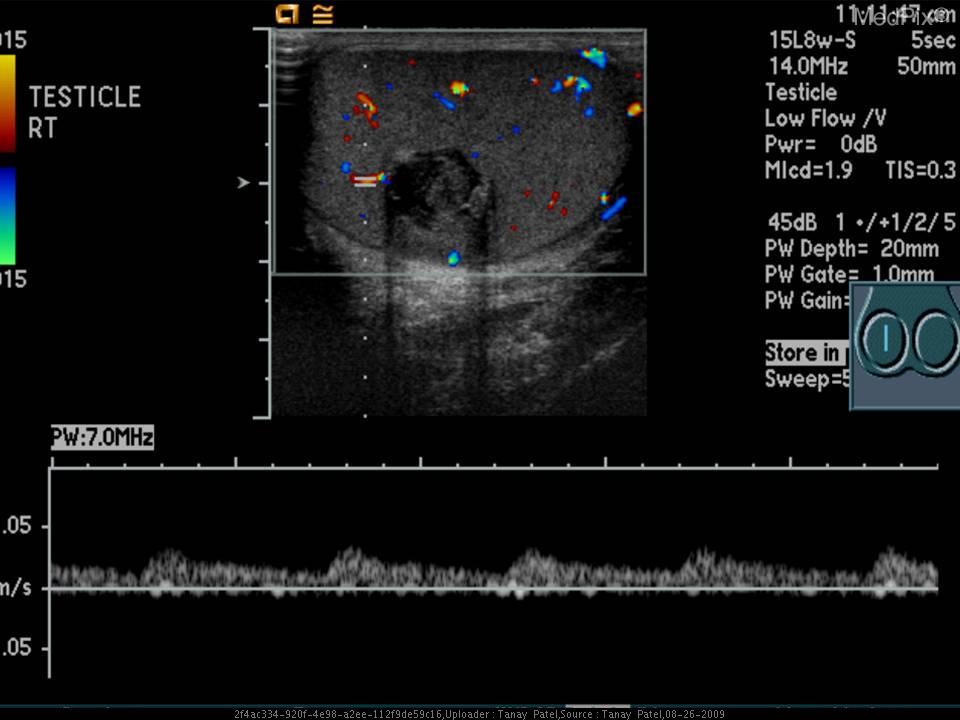 11:11:47 am
MedPix®
015
15L8w-S 5sec
14.0MHz 50mm
TESTICLE
RT
Testicle
Low Flow /V
Pwr= 0dB
MIcd=1.9 TIS=0.3
45dB 1 •/+1/2/5
PW Depth= 20mm
PW Gate= 1.0mm
PW Gain=
015
Store in
Sweep=5
PW:7.0MHz
.05
m/s
.05
2f4ac334-920f-4e98-a2ee-112f9de59c16,Uploader : Tanay Patel,Source : Tanay Patel,08-26-2009